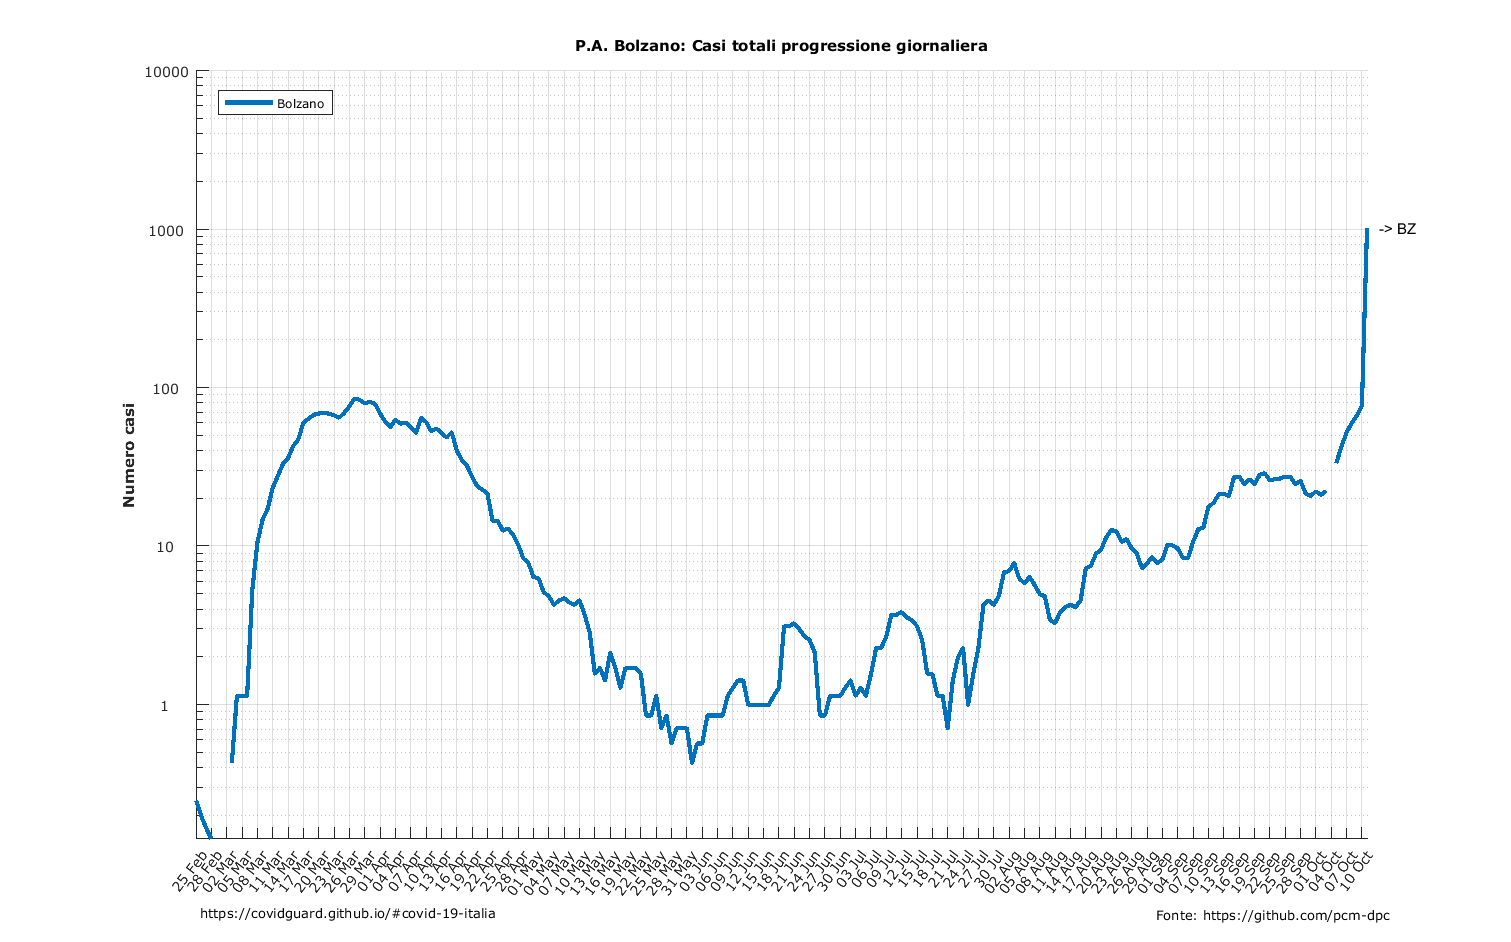 P.A. Bolzano: Casi totali progressione giornaliera
10000
Bolzano
1000
-> BZ
100
10
1
Numero casi
25 Feb
28 Feb
02 Mar
05 Mar
08 Mar
11 Mar
14 Mar
17 Mar
20 Mar
23 Mar
26 Mar
29 Mar
01 Apr
04 Apr
07 Apr
10 Apr
13 Apr
16 Apr
19 Apr
22 Apr
25 Apr
28 Apr
01 May
04 May
07 May
10 May
13 May
16 May
19 May
22 May
25 May
28 May
31 May
03 Jun
06 Jun
09 Jun
12 Jun
15 Jun
18 Jun
21 Jun
24 Jun
27 Jun
30 Jun
03 Jul
06 Jul
09 Jul
12 Jul
15 Jul
18 Jul
21 Jul
24 Jul
27 Jul
30 Jul
02 Aug
05 Aug
08 Aug
11 Aug
14 Aug
17 Aug
20 Aug
23 Aug
26 Aug
29 Aug
01 Sep
04 Sep
07 Sep
10 Sep
13 Sep
16 Sep
19 Sep
22 Sep
25 Sep
28 Sep
01 Oct
04 Oct
07 Oct
10 Oct
https://covidguard.github.io/#covid-19-italia
Fonte: https://github.com/pcm-dpc